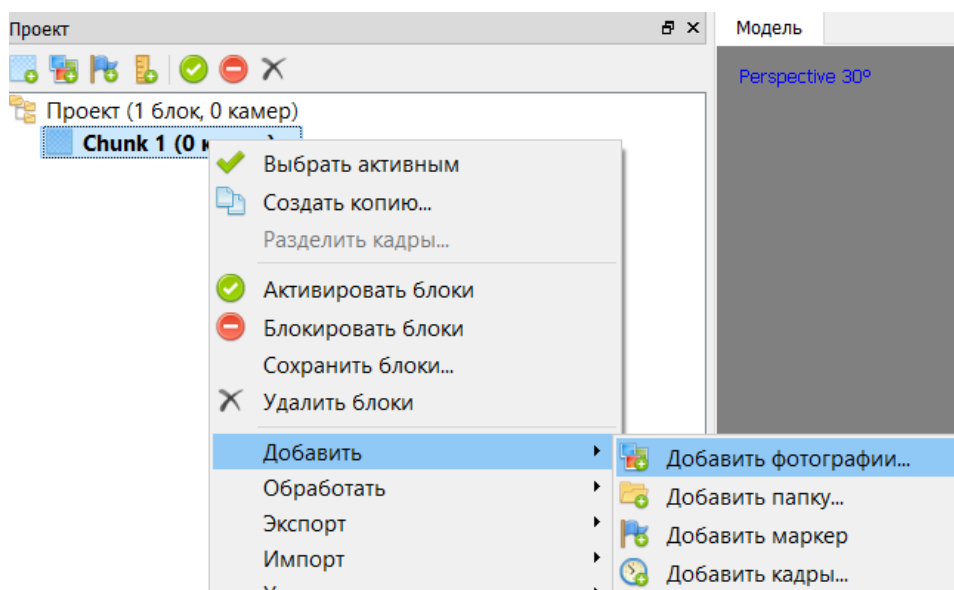 Проект
Модель
Perspective 30°
Проект (1 блок, 0 камер)
Chunk 1 (0
Выбрать активным
Создать копию...
Разделить кадры...
Активировать блоки
Блокировать блоки
Сохранить блоки...
Удалить блоки
Добавить
Добавить фотографии...
Обработать
Добавить папку...
Экспорт
Добавить маркер
Импорт
Добавить кадры...